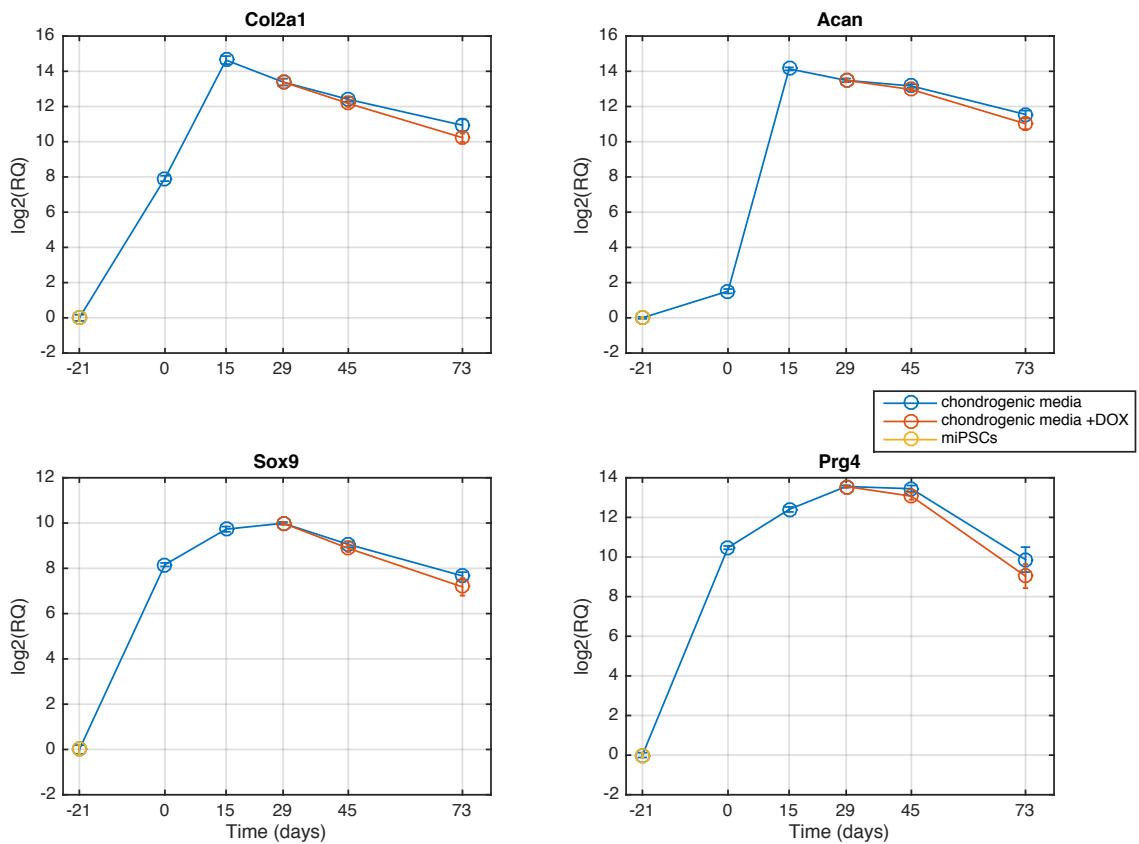 Col2a1
16
14
12
10
8
6
4
2
0
-2
log2(RQ)
-21 0 15 29 45 73
Acan
16
14
12
10
8
6
4
2
0
-2
log2(RQ)
-21 0 15 29 45 73
chondrogenic media
chondrogenic media +DOX
miPSCs
Sox9
12
10
8
6
4
2
0
-2
log2(RQ)
-21 0 15 29 45 73
Time (days)
Prg4
14
12
10
8
6
4
2
0
-2
log2(RQ)
-21 0 15 29 45 73
Time (days)